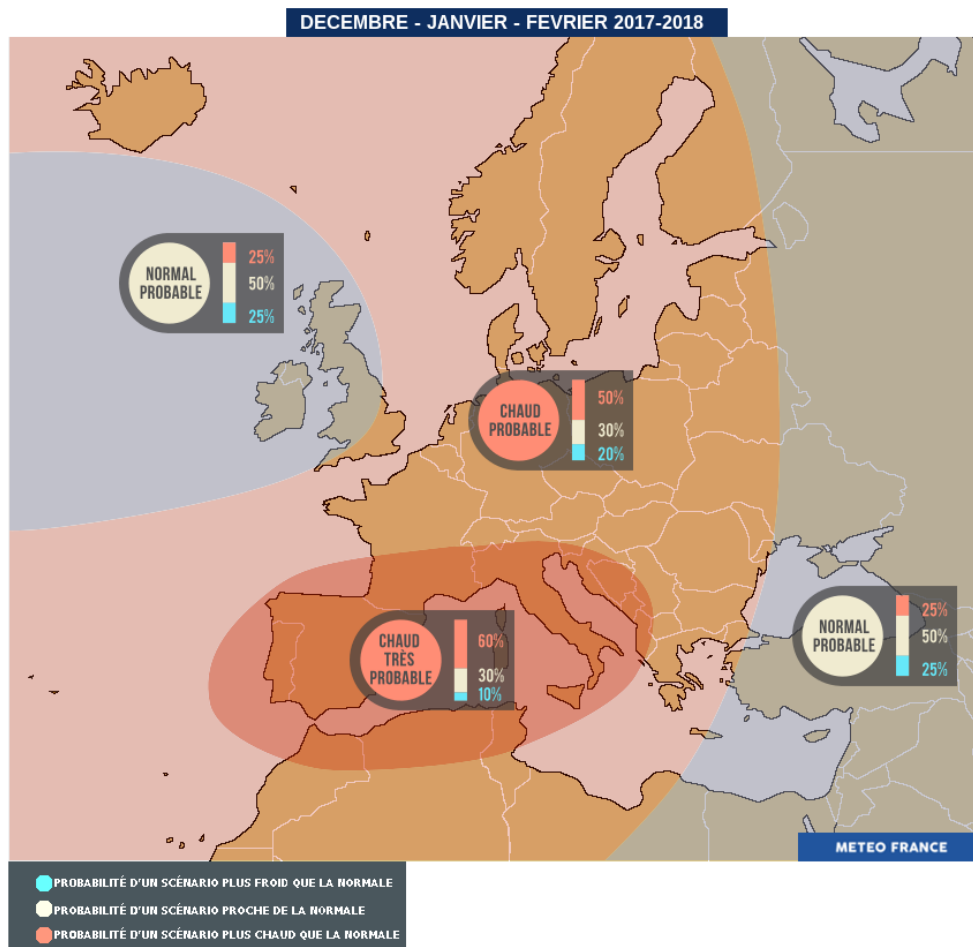 DECEMBRE - JANVIER - FEVRIER 2017-2018
NORMAL
PROBABLE
25%
50%
25%
CHAUD
PROBABLE
50%
30%
20%
CHAUD
TRÈS
PROBABLE
60%
30%
10%
NORMAL
PROBABLE
25%
50%
25%
METEO FRANCE
PROBABILITÉ D'UN SCÉNARIO PLUS FROID QUE LA NORMALE
PROBABILITÉ D'UN SCÉNARIO PROCHE DE LA NORMALE
PROBABILITÉ D'UN SCÉNARIO PLUS CHAUD QUE LA NORMALE